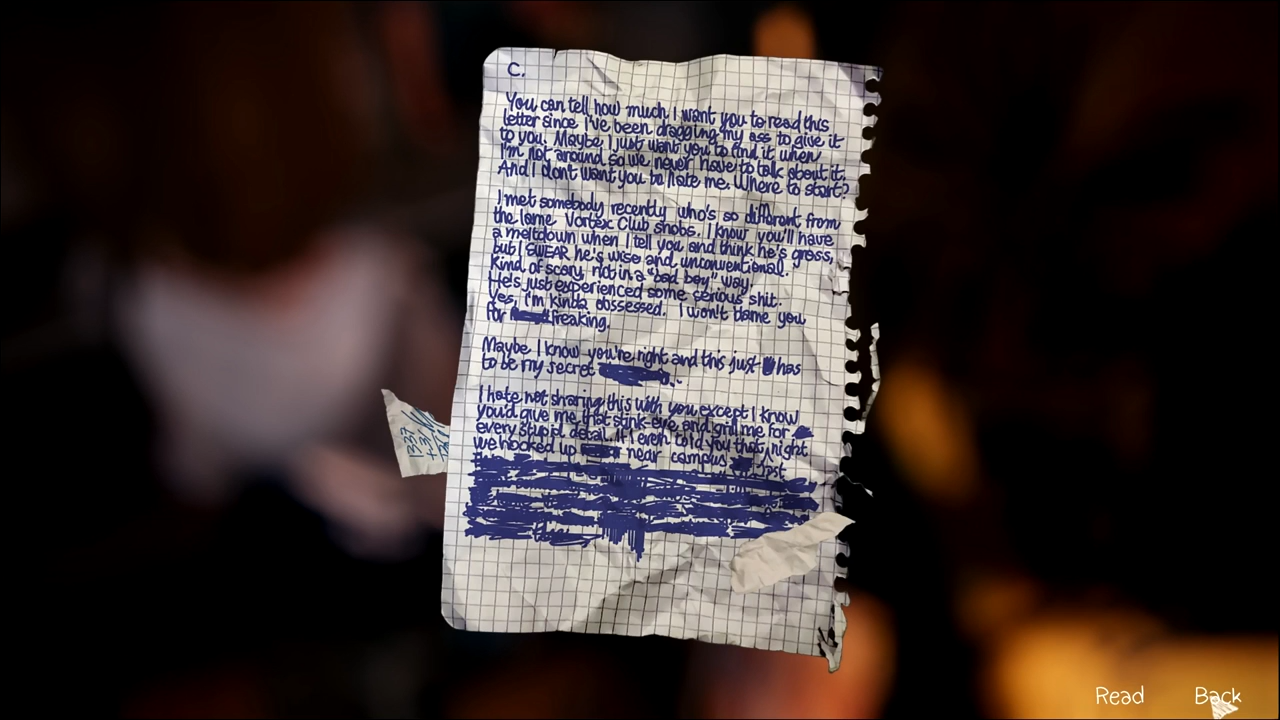 C.
You can tell how much I want you to read this
letter since I've been dragging my ass to give it
to you. Maybe I just want you to find it when
I'm not around so we never have to talk about it.
And I dont want you be hate me. Where to start?
I met somebody recently who's so different from
the lame Vortex Club snobs. I know you'll have
a meltdown when I tell you and think he's gross,
but I SWEAR he's wise and unconventional.
Kind of scary, not in a "bad boy" way.
He's just experienced some serious shit.
Yes, I'm kinda obssessed. I won't blame you
for freaking.
Maybe I know you're right and this just has
to be my secret ...
I hate not sharing this with you except I know
you'd give me that stink-eye and grill me for
every stupid detail. If I even told you that night
we hooked up near campus just
337
Read
Back